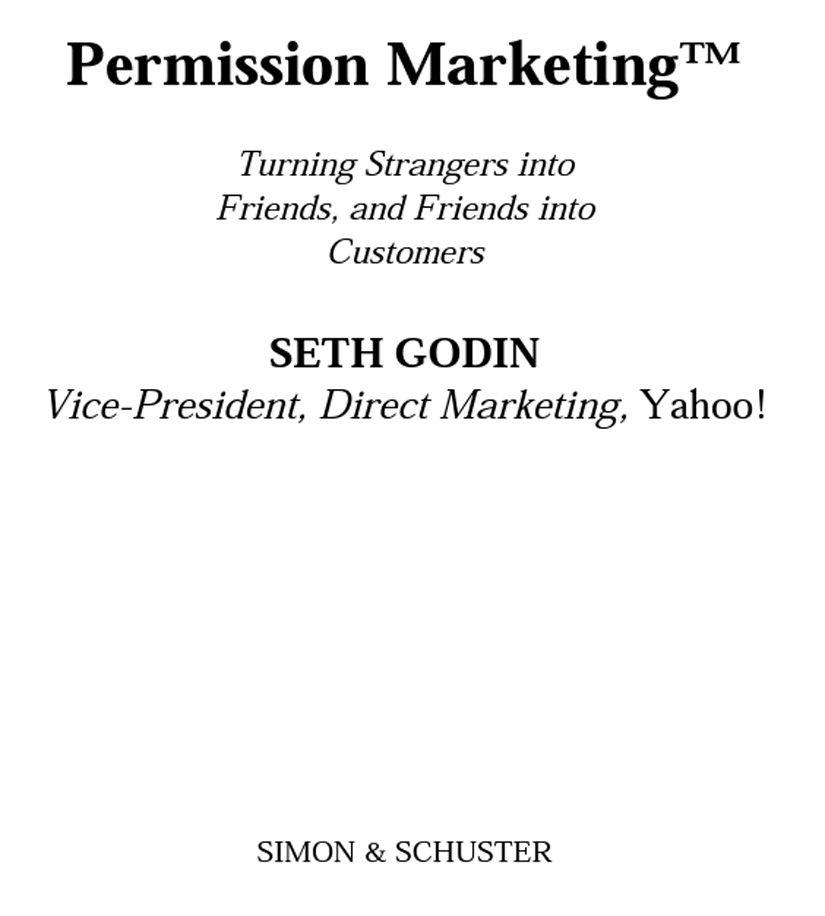 Permission Marketing™
Turning Strangers into
Friends, and Friends into
Customers
SETH GODIN
Vice-President, Direct Marketing, Yahoo!
SIMON & SCHUSTER